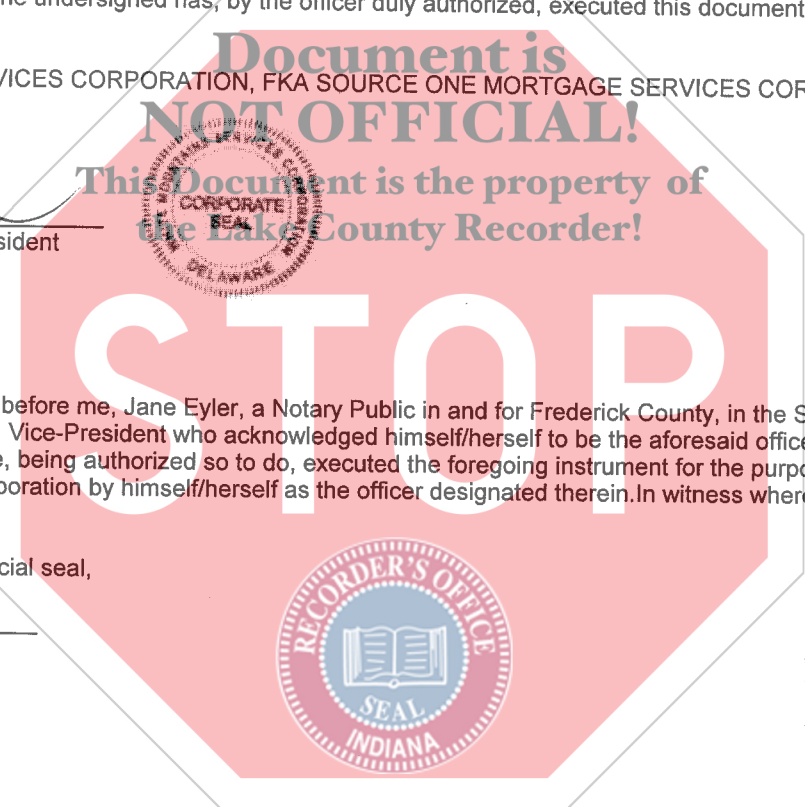 ne undersigned has, by the officer duly authorized, executed this document
Document is
VICES CORPORATION, FKA SOURCE ONE MORTGAGE SERVICES COR
NOT OFFICIAL!
This Document is the property of
CORPORATE
SEAL
the Lake County Recorder!
sident
DELAWARE
STOP
before me, Jane Eyler, a Notary Public in and for Frederick County, in the S
Vice-President who acknowledged himself/herself to be the aforesaid office
e, being authorized so to do, executed the foregoing instrument for the purpo
poration by himself/herself as the officer designated therein.In witness where
cial seal,
RECORDER'S OFFICE
SEAL
INDIANA